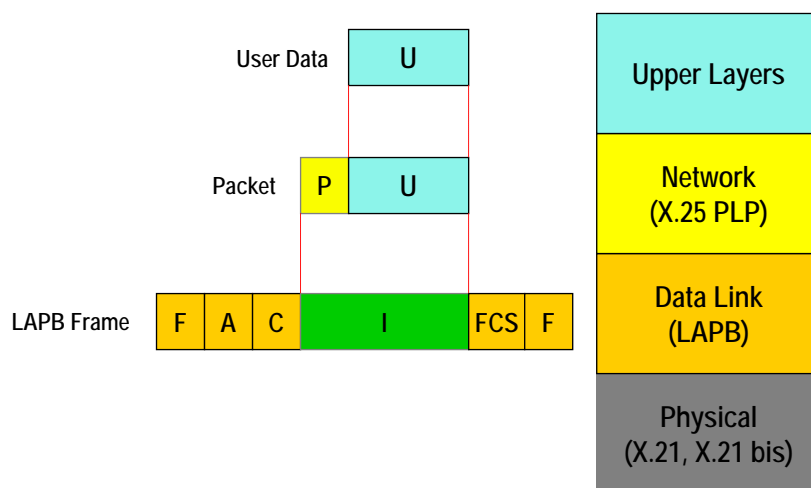 User Data
U
Upper Layers
Packet
P
U
Network
(X.25 PLP)
LAPB Frame
F
A
C
I
FCS
F
Data Link
(LAPB)
Physical
(X.21, X.21 bis)